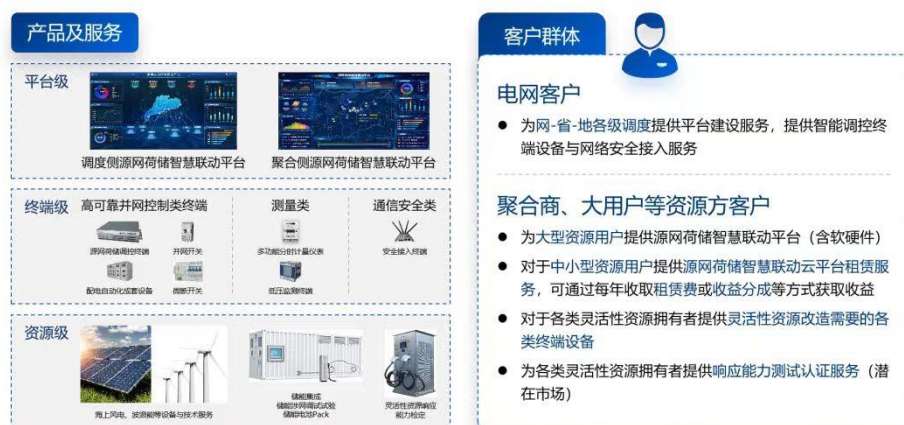 产品及服务
平台级
调度侧源网荷储智慧联动平台
聚合侧源网荷储智慧联动平台
终端级
高可靠并网控制类终端
测量类
通信安全类
源网荷储调控终端
并网开关
多功能分时计量仪表
安全接入终端
配电自动化成套设备
微断开关
低压监测终端
资源级
海上风电、波浪能等设备与技术服务
储能集成
储能涉网调试试验
储能电池Pack
灵活性资源响应
能力检定
客户群体
电网客户
● 为网-省-地各级调度提供平台建设服务，提供智能调控终
端设备与网络安全接入服务
聚合商、大用户等资源方客户
● 为大型资源用户提供源网荷储智慧联动平台（含软硬件）
● 对于中小型资源用户提供源网荷储智慧联动云平台租赁服
务，可通过每年收取租赁费或收益分成等方式获取收益
● 对于各类灵活性资源拥有者提供灵活性资源改造需要的各
类终端设备
● 为各类灵活性资源拥有者提供响应能力测试认证服务（潜
在市场）